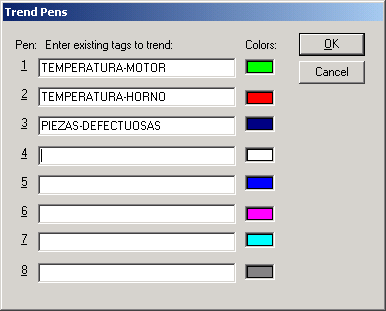 Trend Pens
Pen: Enter existing tags to trend: Colors:
OK
Cancel
1 TEMPERATURA-MOTOR
2 TEMPERATURA-HORNO
3 PIEZAS-DEFECTUOSAS
4
5
6
7
8